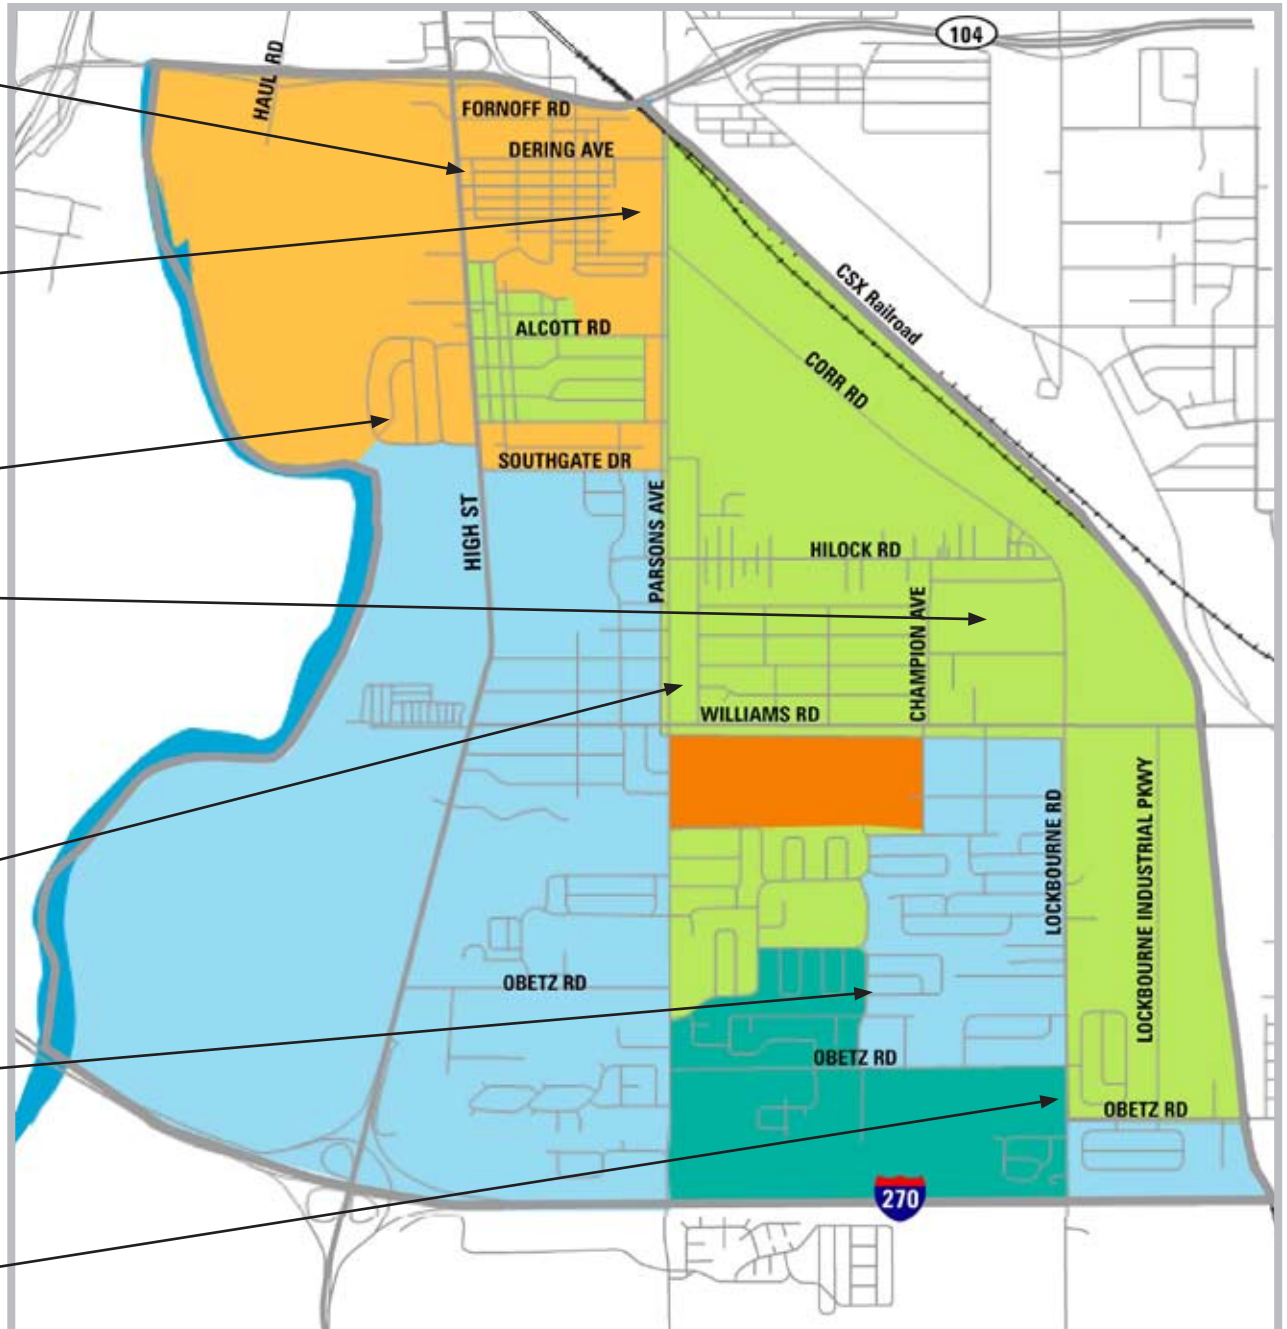 104
HAUL RD
FORNOFF RD
DERING AVE
CSX Railroad
ALCOTT RD
CORR RD
SOUTHGATE DR
HIGH ST
PARSONS AVE
HILOCK RD
CHAMPION AVE
WILLIAMS RD
LOCKBOURNE RD
LOCKBOURNE INDUSTRIAL PKWY
OBETZ RD
OBETZ RD
OBETZ RD
270